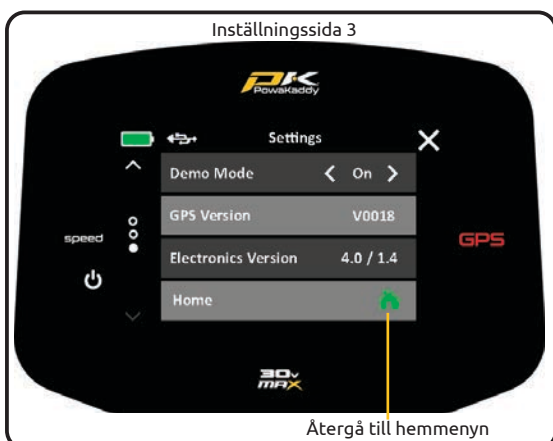 Inställningssida 3
PK
PowaKaddy
Settings
Demo Mode < On >
GPS Version V0018
speed
GPS
Electronics Version 4.0 / 1.4
Home
30V
MAX
Återgå till hemmenyn